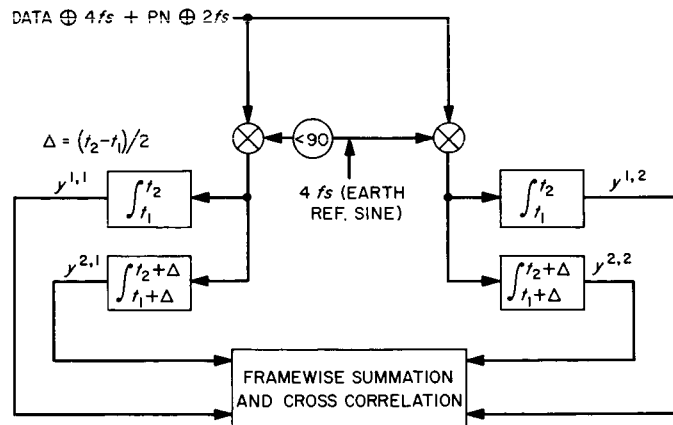 DATA ⊕ 4fs + PN ⊕ 2fs
Δ = (t₂−t₁)/2
<90
4 fs (EARTH
REF. SINE)
y¹,¹
∫ t₂
t₁
y¹,²
∫ t₂
t₁
y²,¹
∫ t₂+Δ
t₁+Δ
y²,²
∫ t₂+Δ
t₁+Δ
FRAMEWISE SUMMATION
AND CROSS CORRELATION